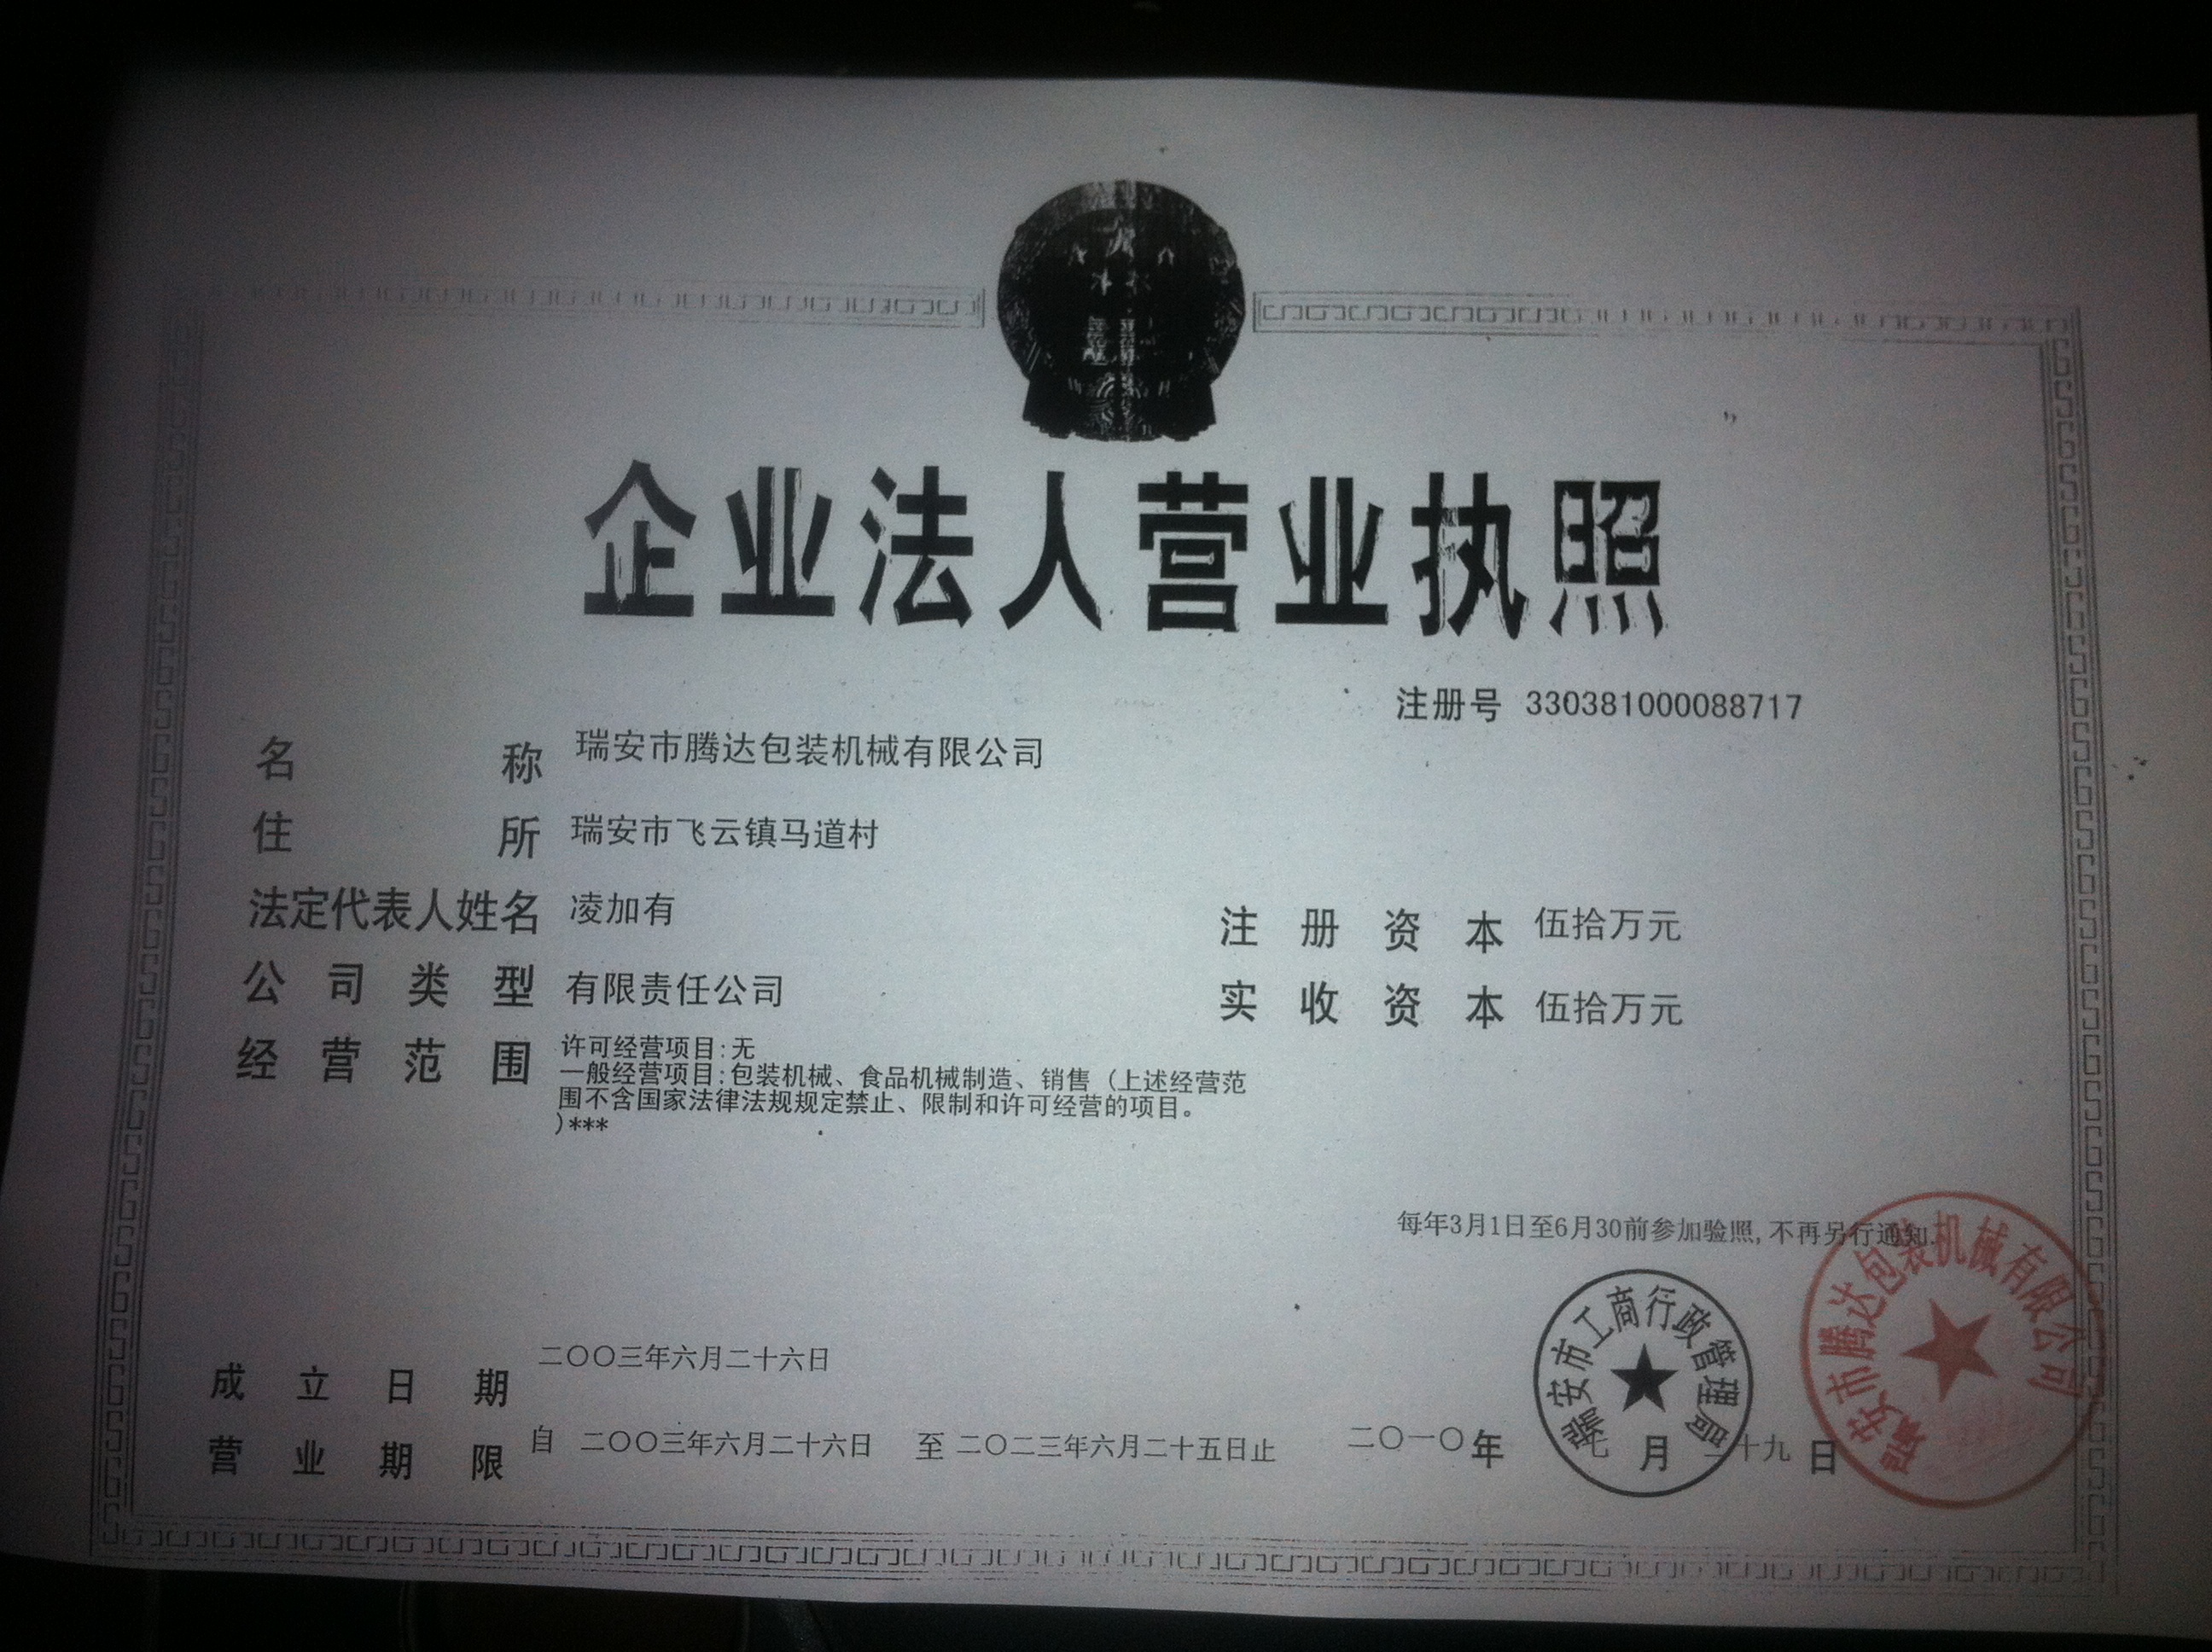 企业法人营业执照
注册号 330381000088717
名称 瑞安市腾达包装机械有限公司
住所 瑞安市飞云镇马道村
法定代表人姓名 凌加有
注册资本 伍拾万元
公司类型 有限责任公司
实收资本 伍拾万元
经营范围 许可经营项目:无
一般经营项目:包装机械、食品机械制造、销售(上述经营范
围不含国家法律法规规定禁止、限制和许可经营的项目。
)***
每年3月1日至6月30前参加验照,不再另行通知.
瑞安市工商行政管理局
瑞安市腾达包装机械有限公司
成立日期 二〇〇三年六月二十六日
营业期限 自 二〇〇三年六月二十六日 至 二〇二三年六月二十五日止
二〇一〇年 七月 二十九日